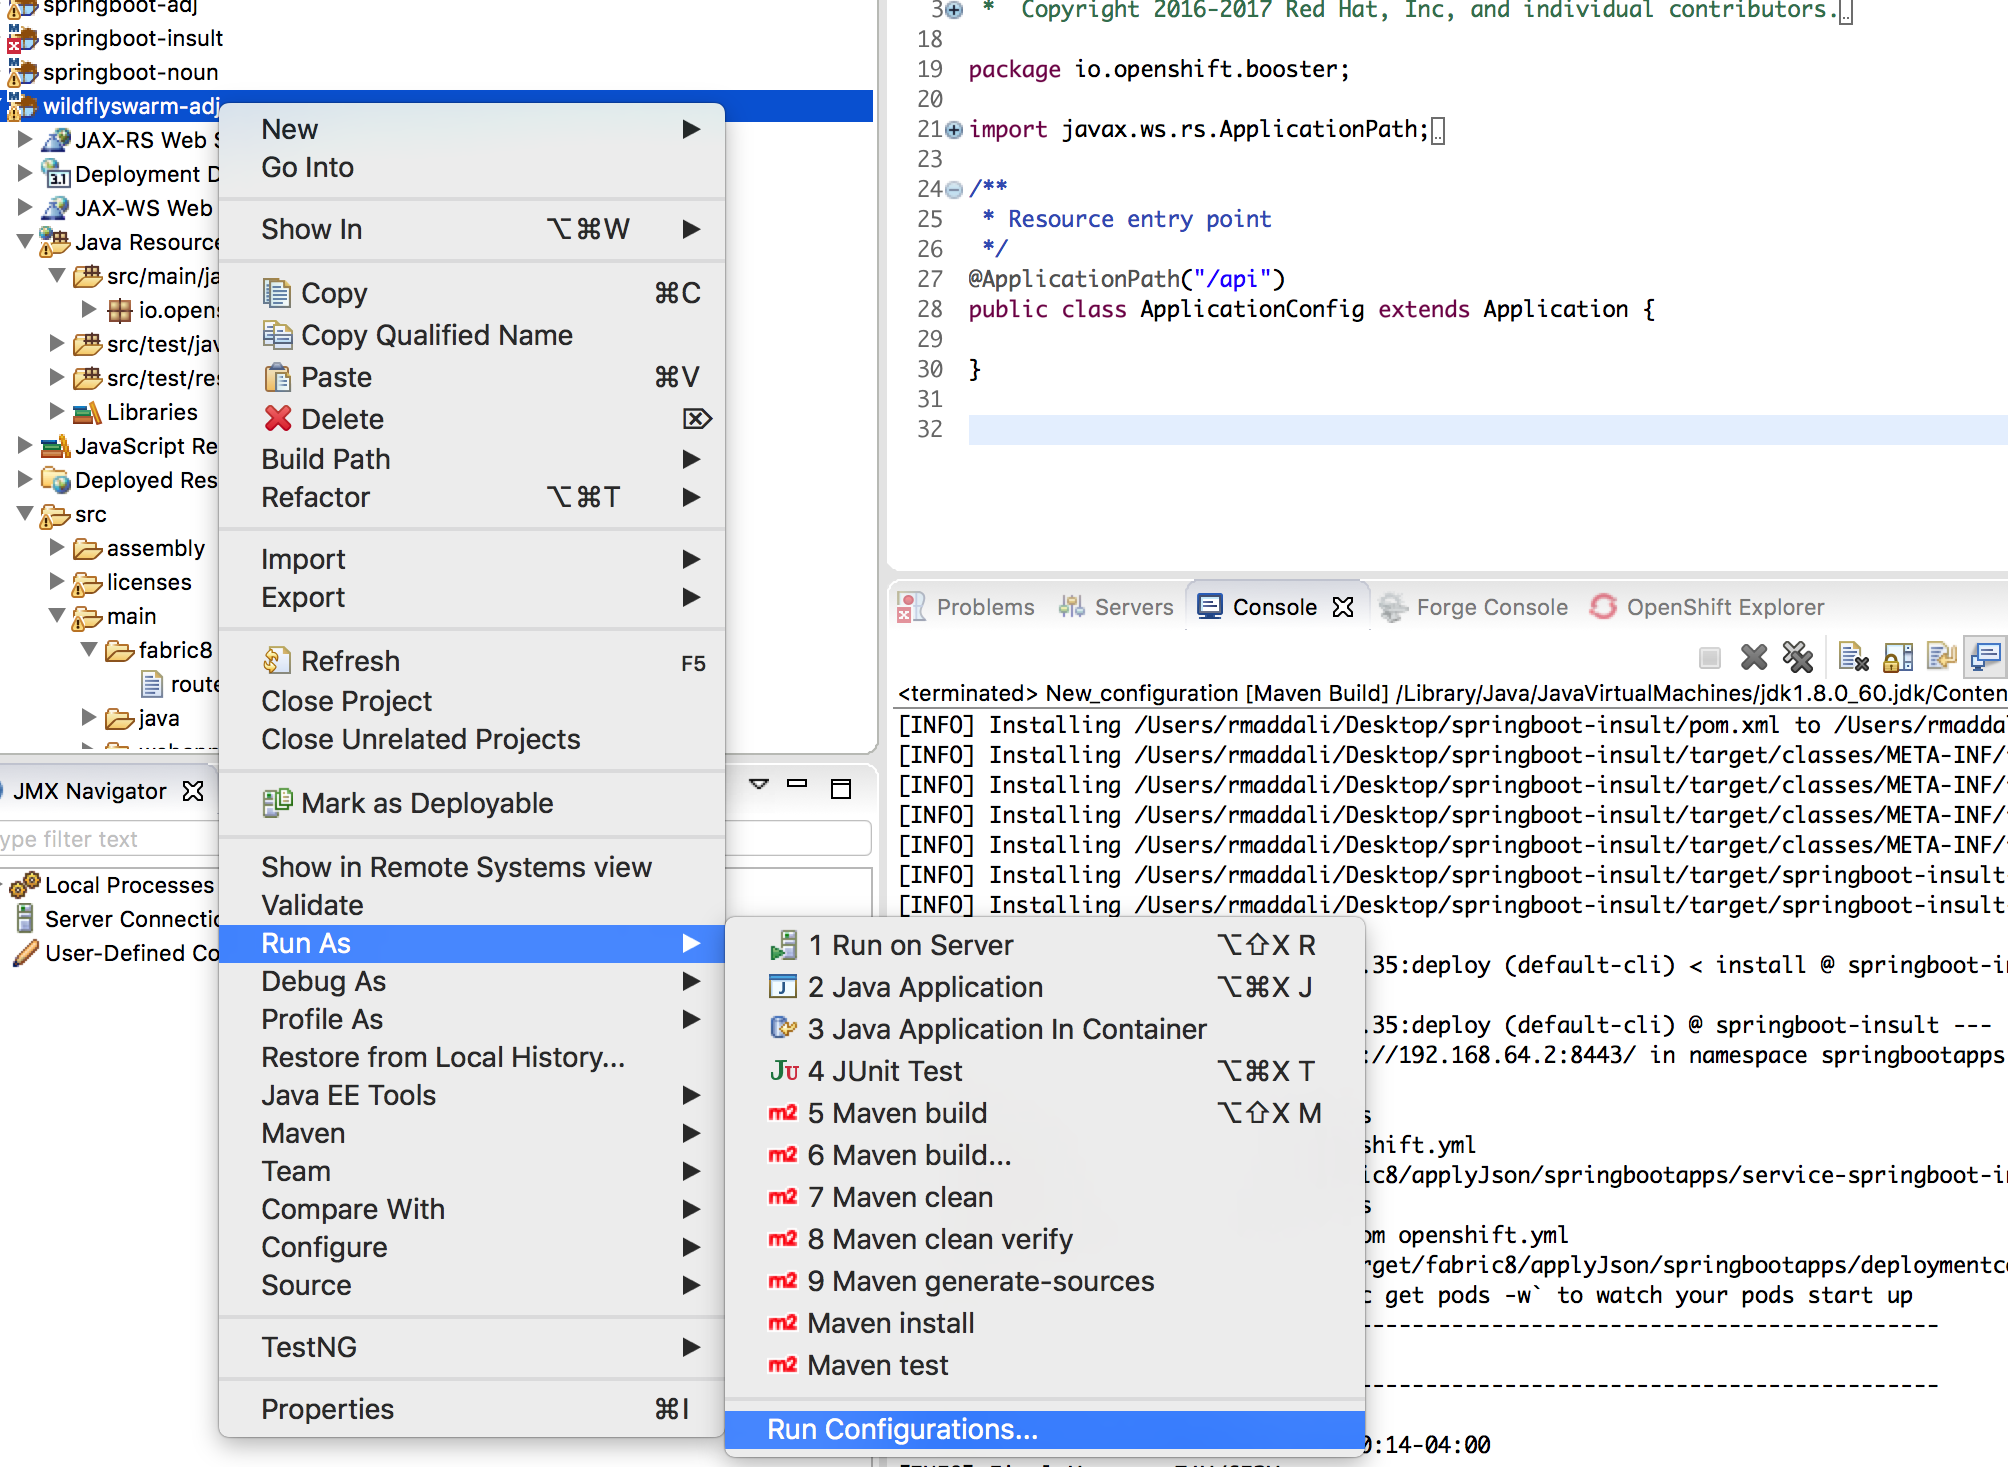 springboot-adj
springboot-insult
springboot-noun
wildflyswarm-adj
JAX-RS Web
Deployment
JAX-WS Web
Java Resource
src/main/ja
io.opens
src/test/jav
src/test/res
Libraries
JavaScript Re
Deployed Res
src
assembly
licenses
main
fabric8
route
java
JMX Navigator
ype filter text
Local Processes
Server Connectio
User-Defined Co
New
Go Into
Show In ⌥⌘W
Copy ⌘C
Copy Qualified Name
Paste ⌘V
Delete ⌦
Build Path
Refactor ⌥⌘T
Import
Export
Refresh F5
Close Project
Close Unrelated Projects
Mark as Deployable
Show in Remote Systems view
Validate
Run As
Debug As
Profile As
Restore from Local History...
Java EE Tools
Maven
Team
Compare With
Configure
Source
TestNG
Properties ⌘I
1 Run on Server ⌥⇧X R
2 Java Application ⌥⌘X J
3 Java Application In Container
4 JUnit Test ⌥⌘X T
5 Maven build ⌥⇧X M
6 Maven build...
7 Maven clean
8 Maven clean verify
9 Maven generate-sources
Maven install
Maven test
Run Configurations...
3 * Copyright 2016-2017 Red Hat, Inc, and individual contributors.
18
19 package io.openshift.booster;
20
21 import javax.ws.rs.ApplicationPath;
23
24 /**
25 * Resource entry point
26 */
27 @ApplicationPath("/api")
28 public class ApplicationConfig extends Application {
29
30 }
31
32
Problems Servers Console Forge Console OpenShift Explorer
<terminated> New_configuration [Maven Build] /Library/Java/JavaVirtualMachines/jdk1.8.0_60.jdk/Conten
[INFO] Installing /Users/rmaddali/Desktop/springboot-insult/pom.xml to /Users/rmaddal
[INFO] Installing /Users/rmaddali/Desktop/springboot-insult/target/classes/META-INF/
[INFO] Installing /Users/rmaddali/Desktop/springboot-insult/target/classes/META-INF/
[INFO] Installing /Users/rmaddali/Desktop/springboot-insult/target/classes/META-INF/
[INFO] Installing /Users/rmaddali/Desktop/springboot-insult/target/classes/META-INF/
[INFO] Installing /Users/rmaddali/Desktop/springboot-insult/target/springboot-insult
[INFO] Installing /Users/rmaddali/Desktop/springboot-insult/target/springboot-insult
.35:deploy (default-cli) < install @ springboot-in
.35:deploy (default-cli) @ springboot-insult ---
://192.168.64.2:8443/ in namespace springbootapps
s
shift.yml
ic8/applyJson/springbootapps/service-springboot-in
s
om openshift.yml
rget/fabric8/applyJson/springbootapps/deploymentco
c get pods -w` to watch your pods start up
--------------------------------------------
--------------------------------------------
0:14-04:00